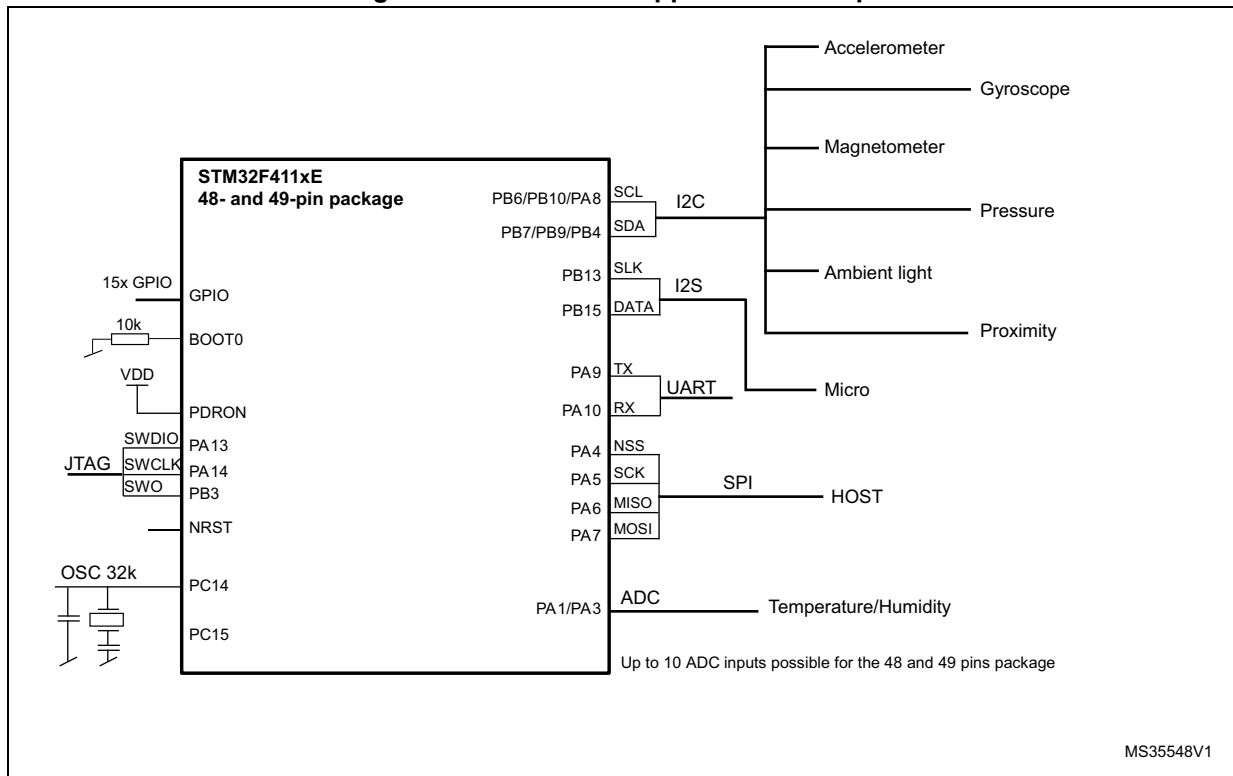 STM32F411xE
48- and 49-pin package
15x GPIO
GPIO
10k
BOOT0
VDD
PDRON
JTAG
SWDIO
PA13
SWCLK
PA14
SWO
PB3
NRST
OSC 32k
PC14
PC15
PB6/PB10/PA8
SCL
PB7/PB9/PB4
SDA
I2C
Accelerometer
Gyroscope
Magnetometer
Pressure
Ambient light
Proximity
PB13
SLK
PB15
DATA
I2S
Micro
PA9
TX
PA10
RX
UART
PA4
NSS
PA5
SCK
PA6
MISO
PA7
MOSI
SPI
HOST
PA1/PA3
ADC
Temperature/Humidity
Up to 10 ADC inputs possible for the 48 and 49 pins package
MS35548V1